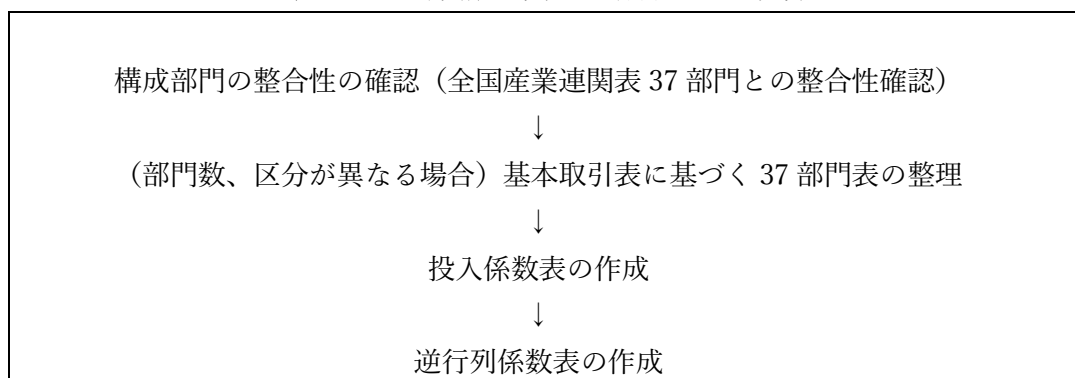 構成部門の整合性の確認（全国産業連関表 37 部門との整合性確認）
↓
（部門数、区分が異なる場合）基本取引表に基づく 37 部門表の整理
↓
投入係数表の作成
↓
逆行列係数表の作成